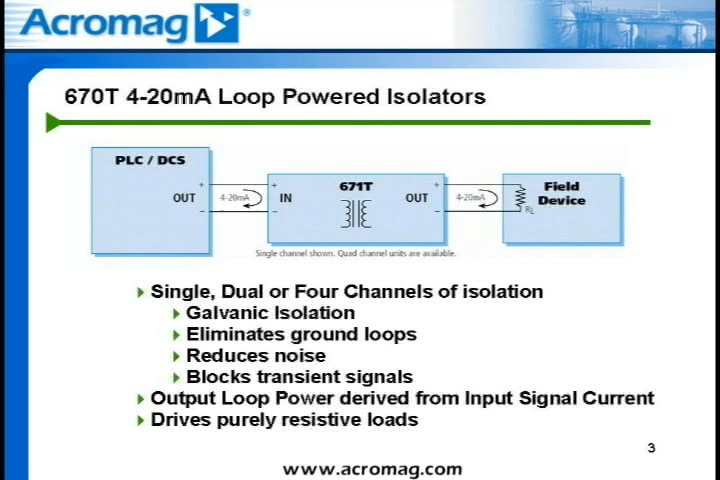 Acromag ®
670T 4-20mA Loop Powered Isolators
PLC / DCS
OUT
+
−
4-20mA
+
−
IN
671T
OUT
+
−
4-20mA
RL
Field
Device
Single channel shown. Quad channel units are available.
Single, Dual or Four Channels of isolation
Galvanic Isolation
Eliminates ground loops
Reduces noise
Blocks transient signals
Output Loop Power derived from Input Signal Current
Drives purely resistive loads
3
www.acromag.com